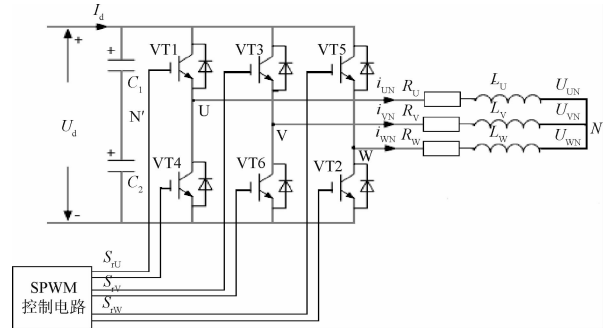 I_d
+
U_d
-
+
C_1
N′
+
C_2
VT1
VT3
VT5
U
V
W
VT4
VT6
VT2
i_UN
R_U
L_U
U_UN
i_VN
R_V
L_V
U_VN
N
i_WN
R_W
L_W
U_WN
S_rU
S_rV
S_rW
SPWM
控制电路